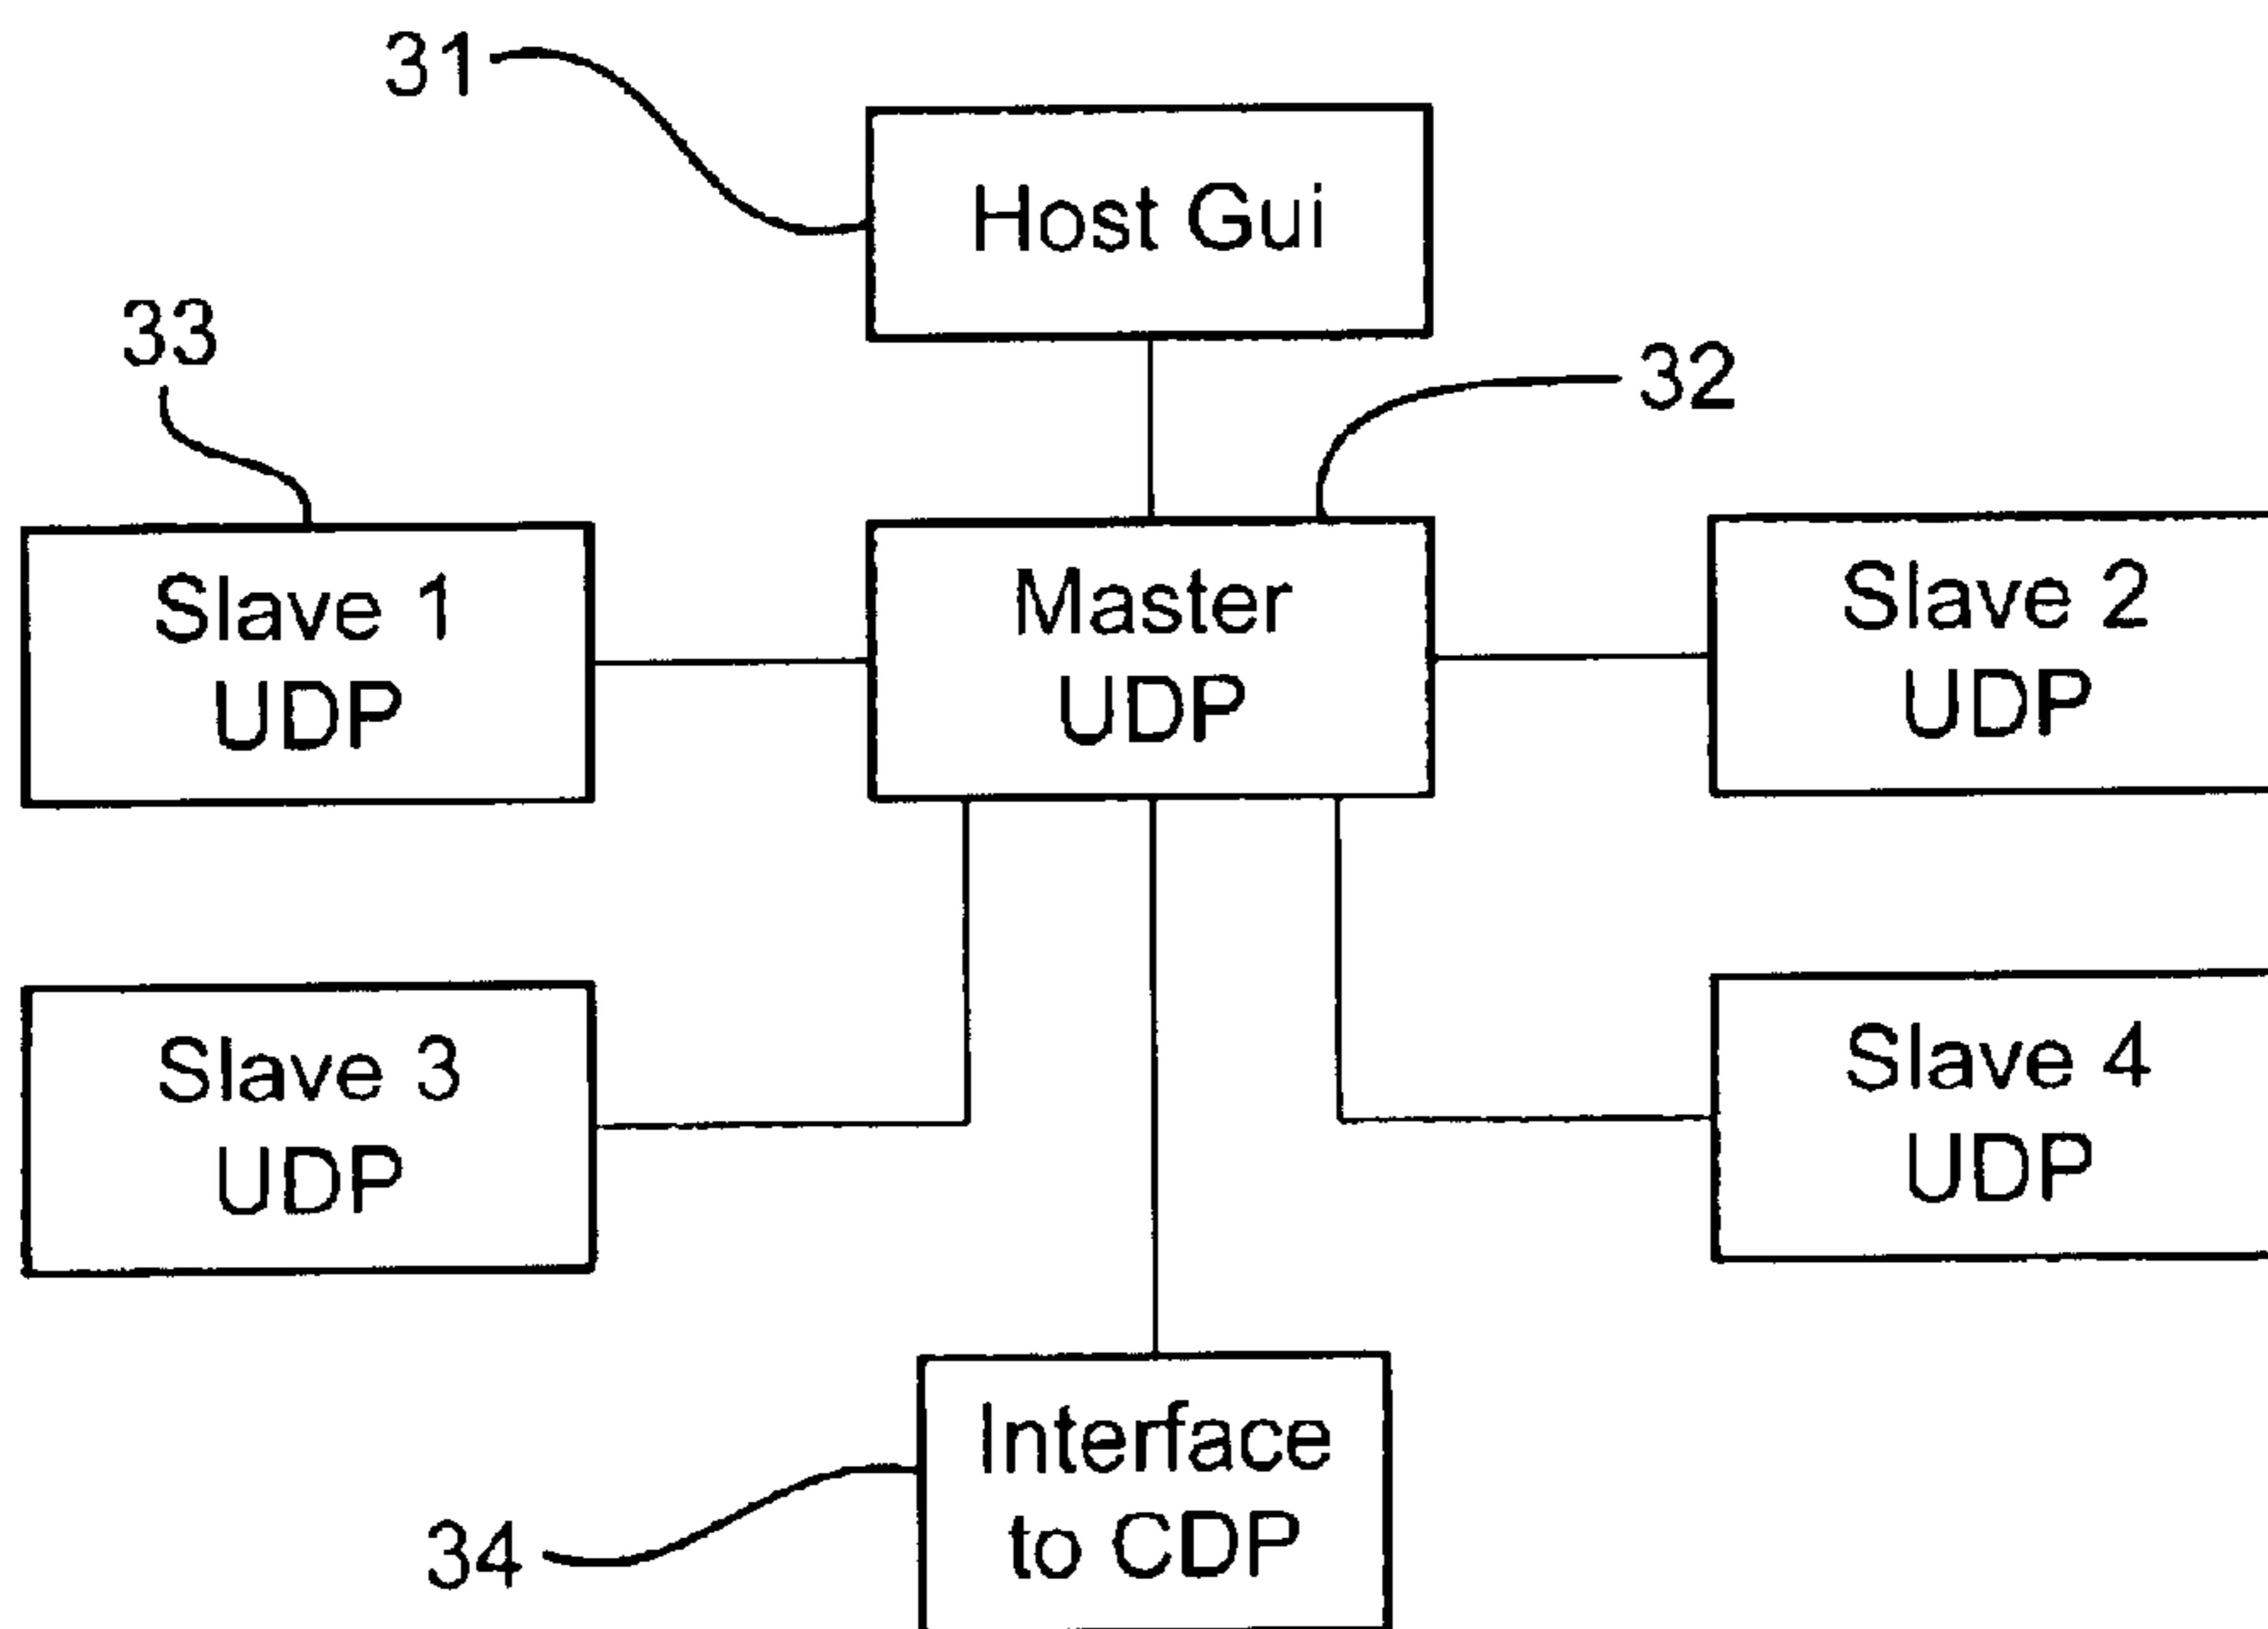 31
Host Gui
33
32
Slave 1
UDP
Master
UDP
Slave 2
UDP
Slave 3
UDP
Slave 4
UDP
Interface
to CDP
34